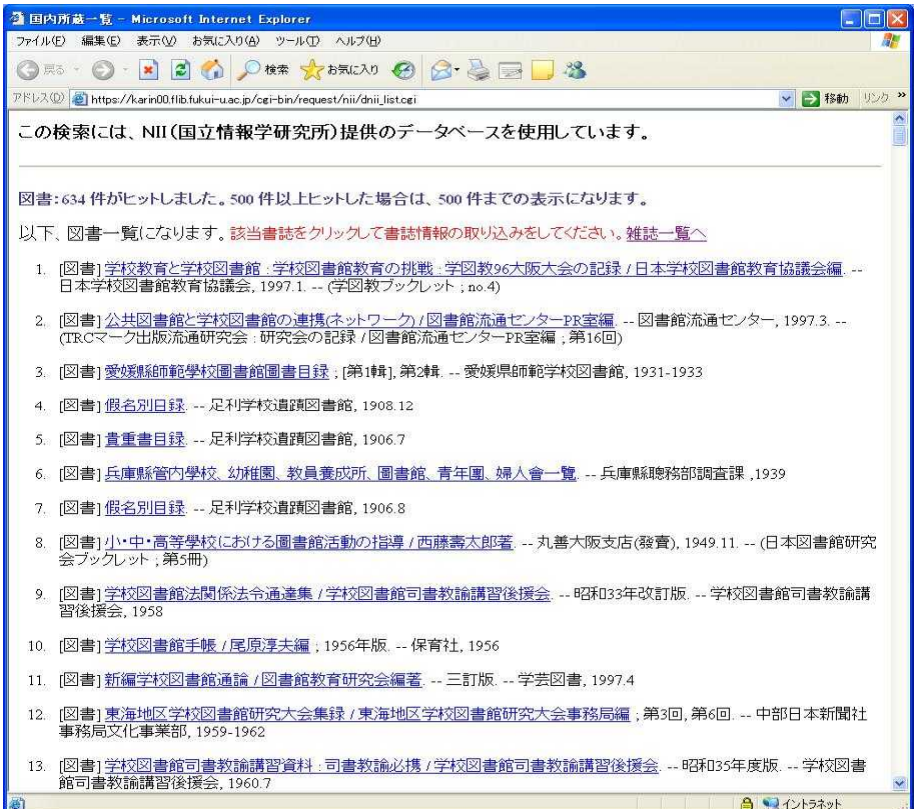 国内所蔵一覧 - Microsoft Internet Explorer
ファイル(F) 編集(E) 表示(V) お気に入り(A) ツール(T) ヘルプ(H)
戻る 検索 お気に入り
アドレス(D) https://karin00.flib.fukui-u.ac.jp/cgi-bin/request/nii/dnii_list.cgi 移動 リンク »
この検索には、NII(国立情報学研究所)提供のデータベースを使用しています。
図書:634 件がヒットしました。500 件以上ヒットした場合は、500 件までの表示になります。
以下、図書一覧になります。該当書誌をクリックして書誌情報の取り込みをしてください。雑誌一覧へ
1. [図書] 学校教育と学校図書館 : 学校図書館教育の挑戦 : 学図教96大阪大会の記録 / 日本学校図書館教育協議会編. --
日本学校図書館教育協議会, 1997.1. -- (学図教ブックレット ; no.4)
2. [図書] 公共図書館と学校図書館の連携(ネットワーク) / 図書館流通センターPR室編. -- 図書館流通センター, 1997.3. --
(TRCマーク出版流通研究会 : 研究会の記録 / 図書館流通センターPR室編 ; 第16回)
3. [図書] 愛媛縣師範學校圖書館圖書目録 ; [第1輯], 第2輯. -- 愛媛県師範学校図書館, 1931-1933
4. [図書] 假名別目録. -- 足利学校遺蹟図書館, 1908.12
5. [図書] 貴重書目録. -- 足利学校遺蹟図書館, 1906.7
6. [図書] 兵庫縣管内學校、幼稚園、教員養成所、圖書館、青年團、婦人會一覽. -- 兵庫縣聰務部調査課 ,1939
7. [図書] 假名別目録. -- 足利学校遺蹟図書館, 1906.8
8. [図書] 小・中・高等學校における圖書館活動の指導 / 西藤壽太郎著. -- 丸善大阪支店(發賣), 1949.11. -- (日本図書館研究
会ブックレット ; 第5冊)
9. [図書] 学校図書館法関係法令通達集 / 学校図書館司書教諭講習後援会. -- 昭和33年改訂版. -- 学校図書館司書教諭講
習後援会, 1958
10. [図書] 学校図書館手帳 / 尾原淳夫編 ; 1956年版. -- 保育社, 1956
11. [図書] 新編学校図書館通論 / 図書館教育研究会編著. -- 三訂版. -- 学芸図書, 1997.4
12. [図書] 東海地区学校図書館研究大会集録 / 東海地区学校図書館研究大会事務局編 ; 第3回, 第6回. -- 中部日本新聞社
事務局文化事業部, 1959-1962
13. [図書] 学校図書館司書教諭講習資料 : 司書教諭必携 / 学校図書館司書教諭講習後援会. -- 昭和35年度版. -- 学校図書
館司書教諭講習後援会, 1960.7
イントラネット